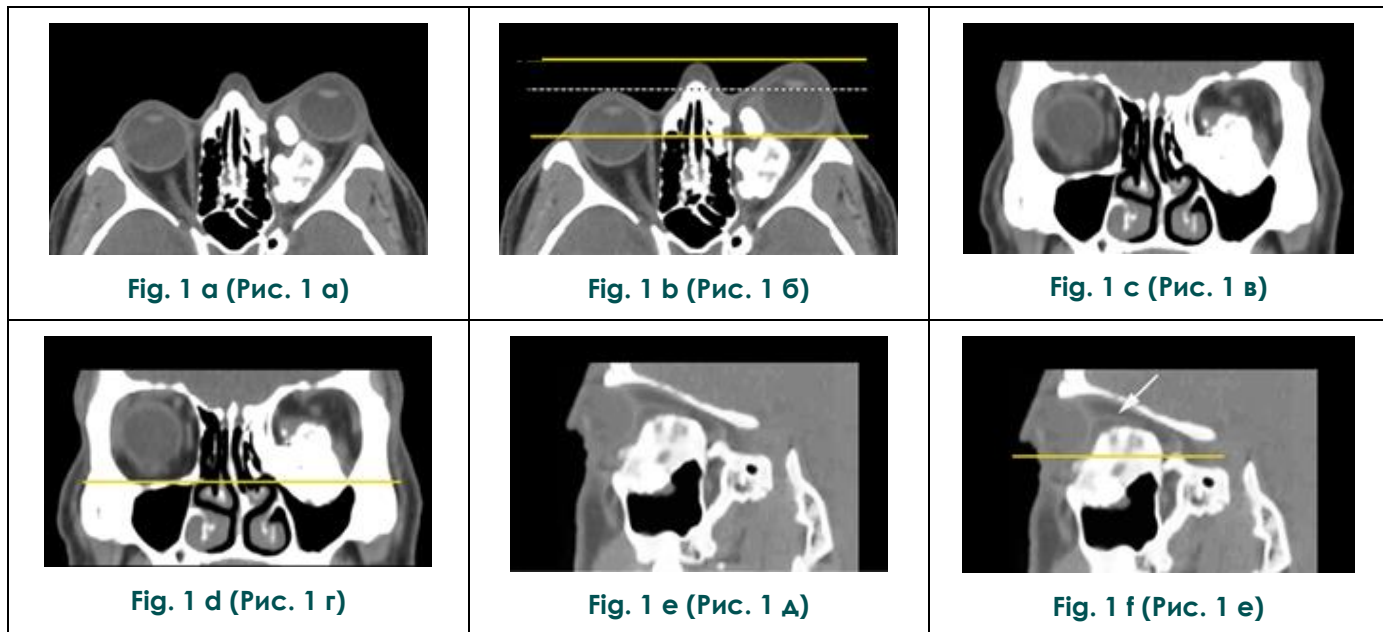 Fig. 1 a (Рис. 1 а)
Fig. 1 b (Рис. 1 б)
Fig. 1 c (Рис. 1 в)
Fig. 1 d (Рис. 1 г)
Fig. 1 e (Рис. 1 д)
Fig. 1 f (Рис. 1 е)